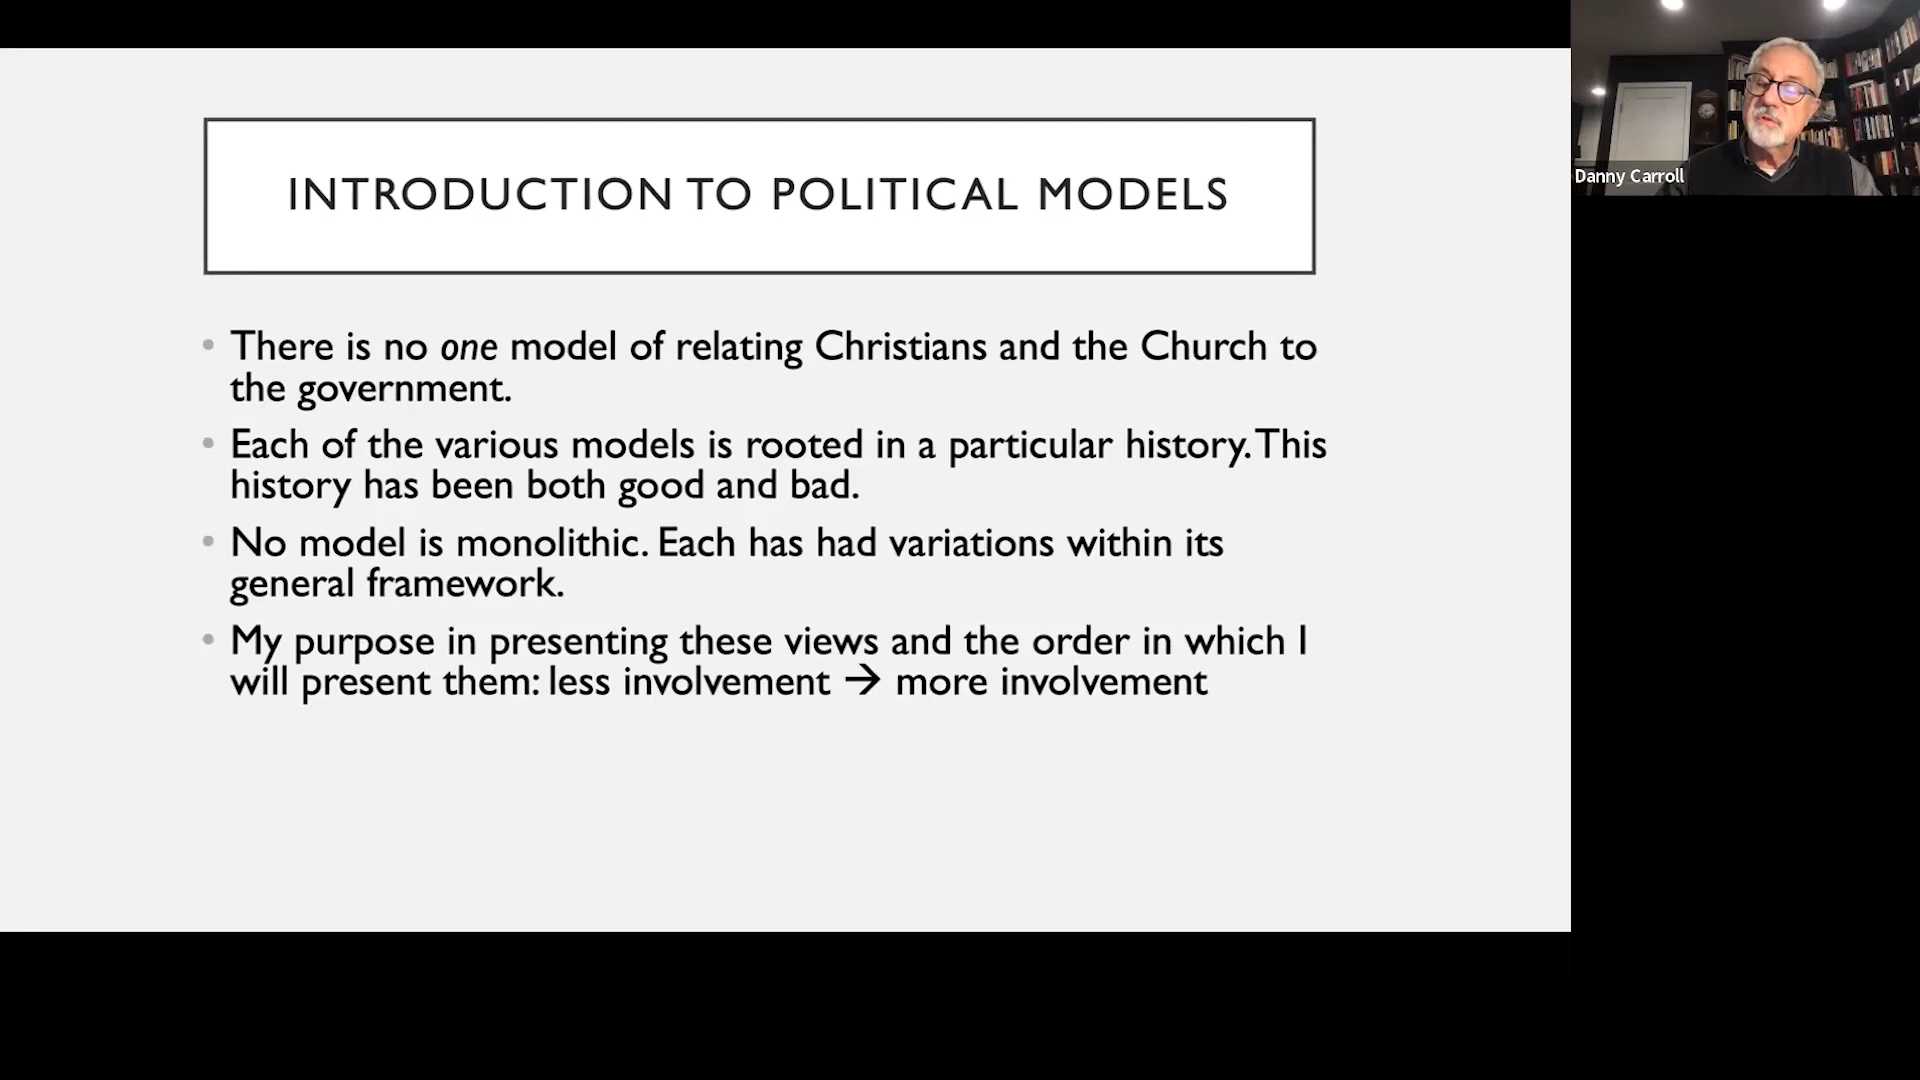 INTRODUCTION TO POLITICAL MODELS
Danny Carroll
• There is no one model of relating Christians and the Church to
the government.
• Each of the various models is rooted in a particular history. This
history has been both good and bad.
• No model is monolithic. Each has had variations within its
general framework.
• My purpose in presenting these views and the order in which I
will present them: less involvement → more involvement